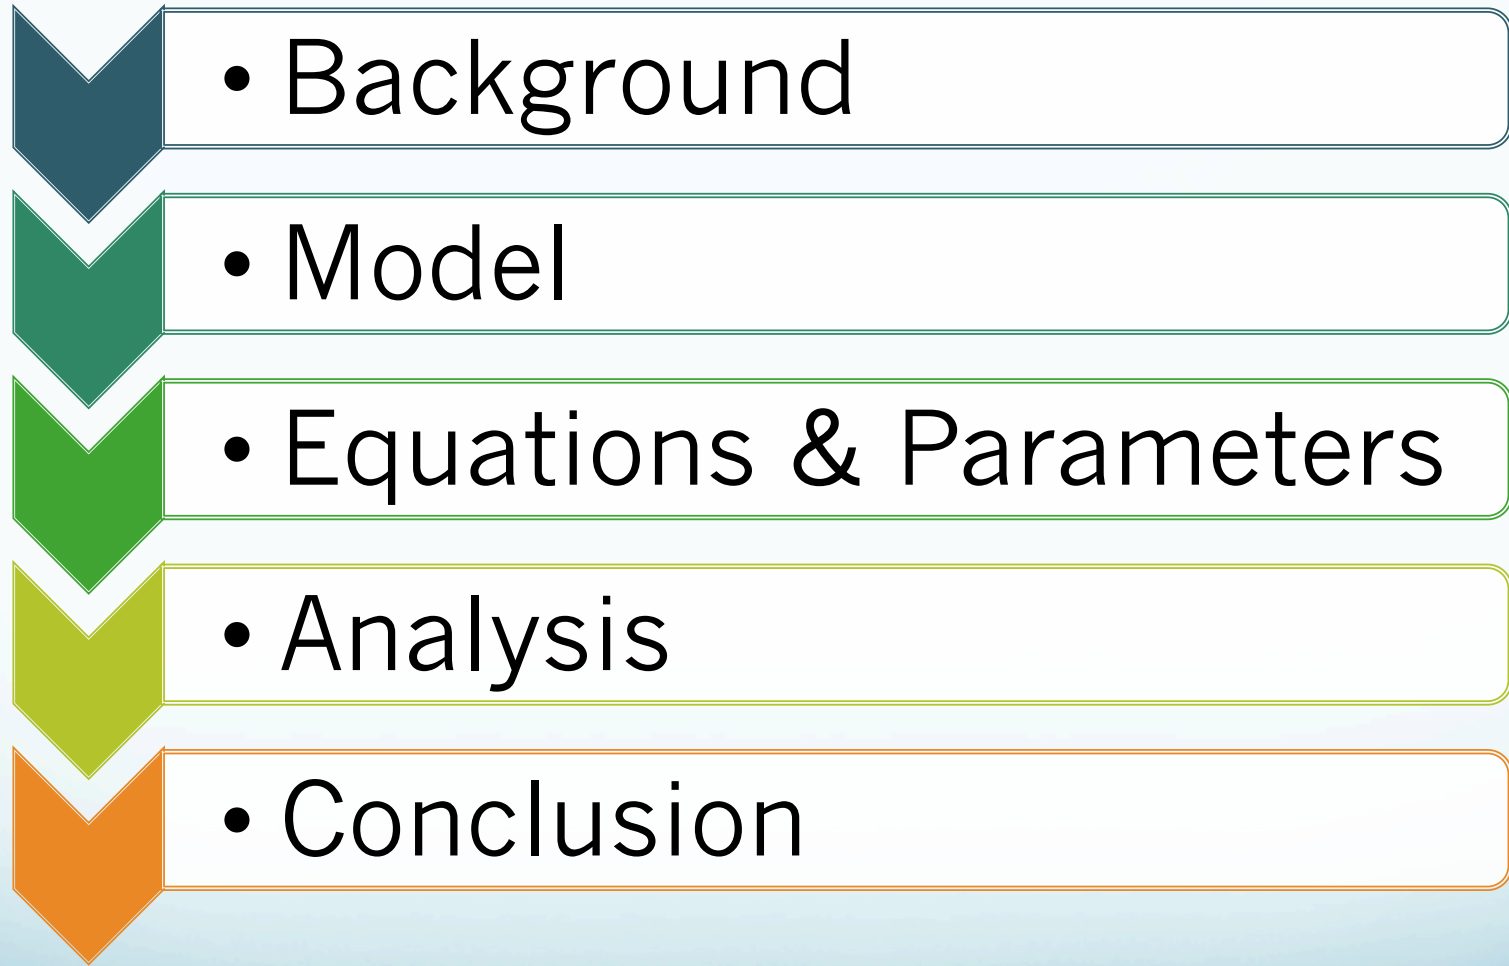 • Background
• Model
• Equations & Parameters
• Analysis
• Conclusion